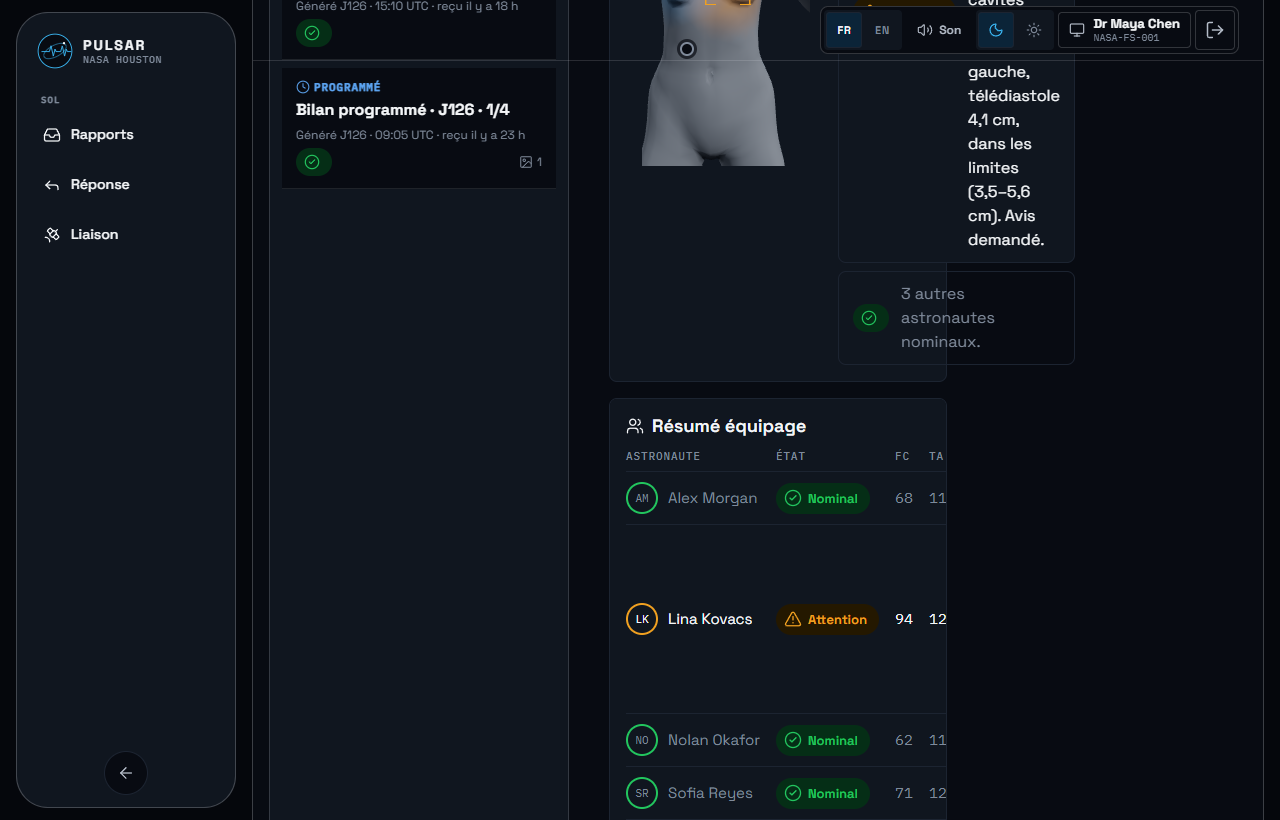 PULSAR
NASA HOUSTON
SOL
Rapports
Réponse
Liaison
Généré J126 · 15:10 UTC · reçu il y a 18 h
PROGRAMMÉ
Bilan programmé · J126 · 1/4
Généré J126 · 09:05 UTC · reçu il y a 23 h
1
FR
EN
Son
Dr Maya Chen
NASA-FS-001
cavités
gauche,
télédiastole
4,1 cm,
dans les
limites
(3,5–5,6
cm). Avis
demandé.
3 autres
astronautes
nominaux.
Résumé équipage
ASTRONAUTE ÉTAT FC TA
AM Alex Morgan Nominal 68 11
LK Lina Kovacs Attention 94 12
NO Nolan Okafor Nominal 62 11
SR Sofia Reyes Nominal 71 12